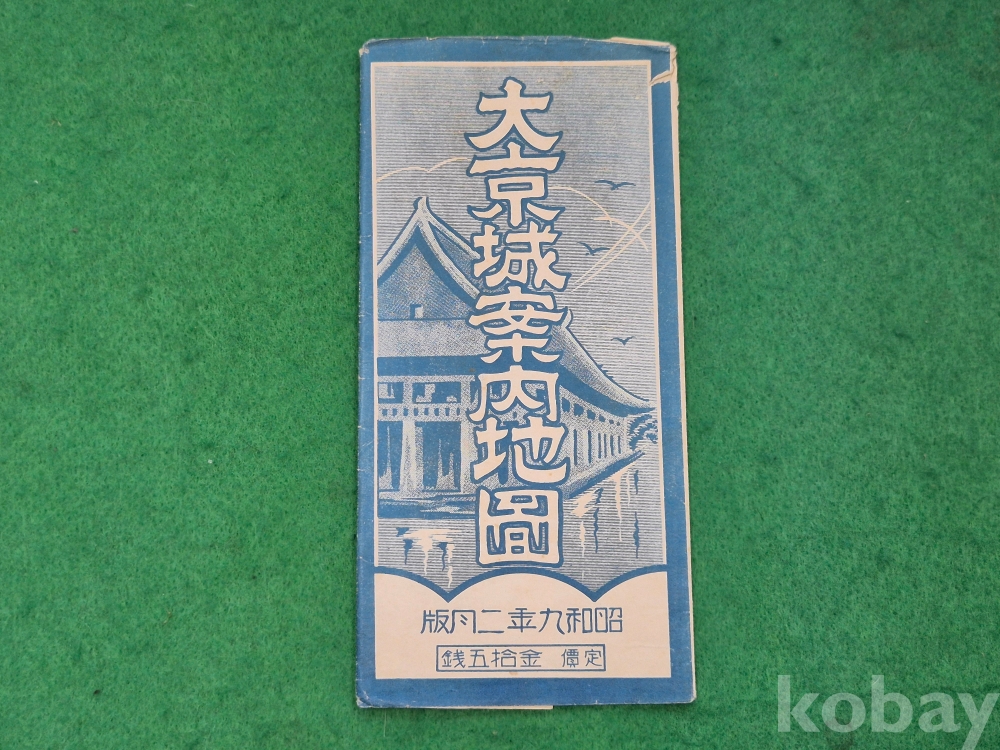 大京城案内地圖
昭和九年二月版
定價 金拾五銭
kobay